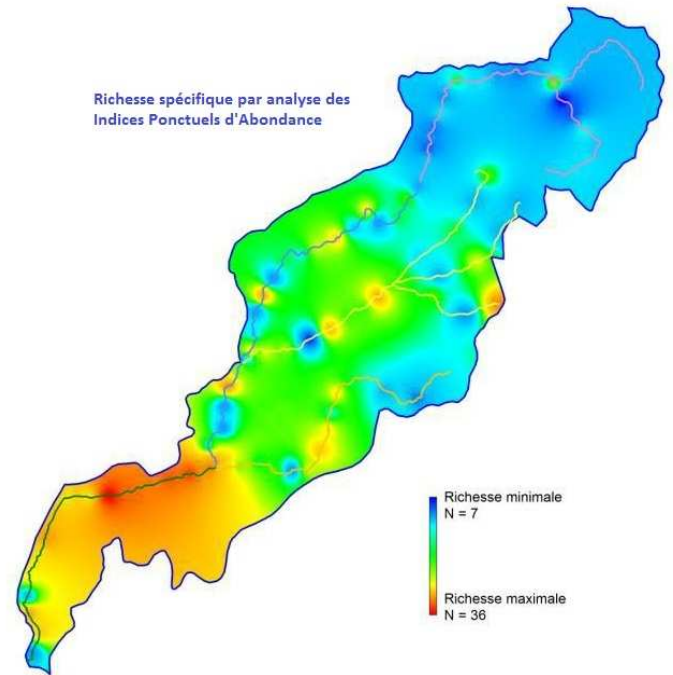 Richesse spécifique par analyse des
Indices Ponctuels d'Abondance
Richesse minimale
N = 7
Richesse maximale
N = 36